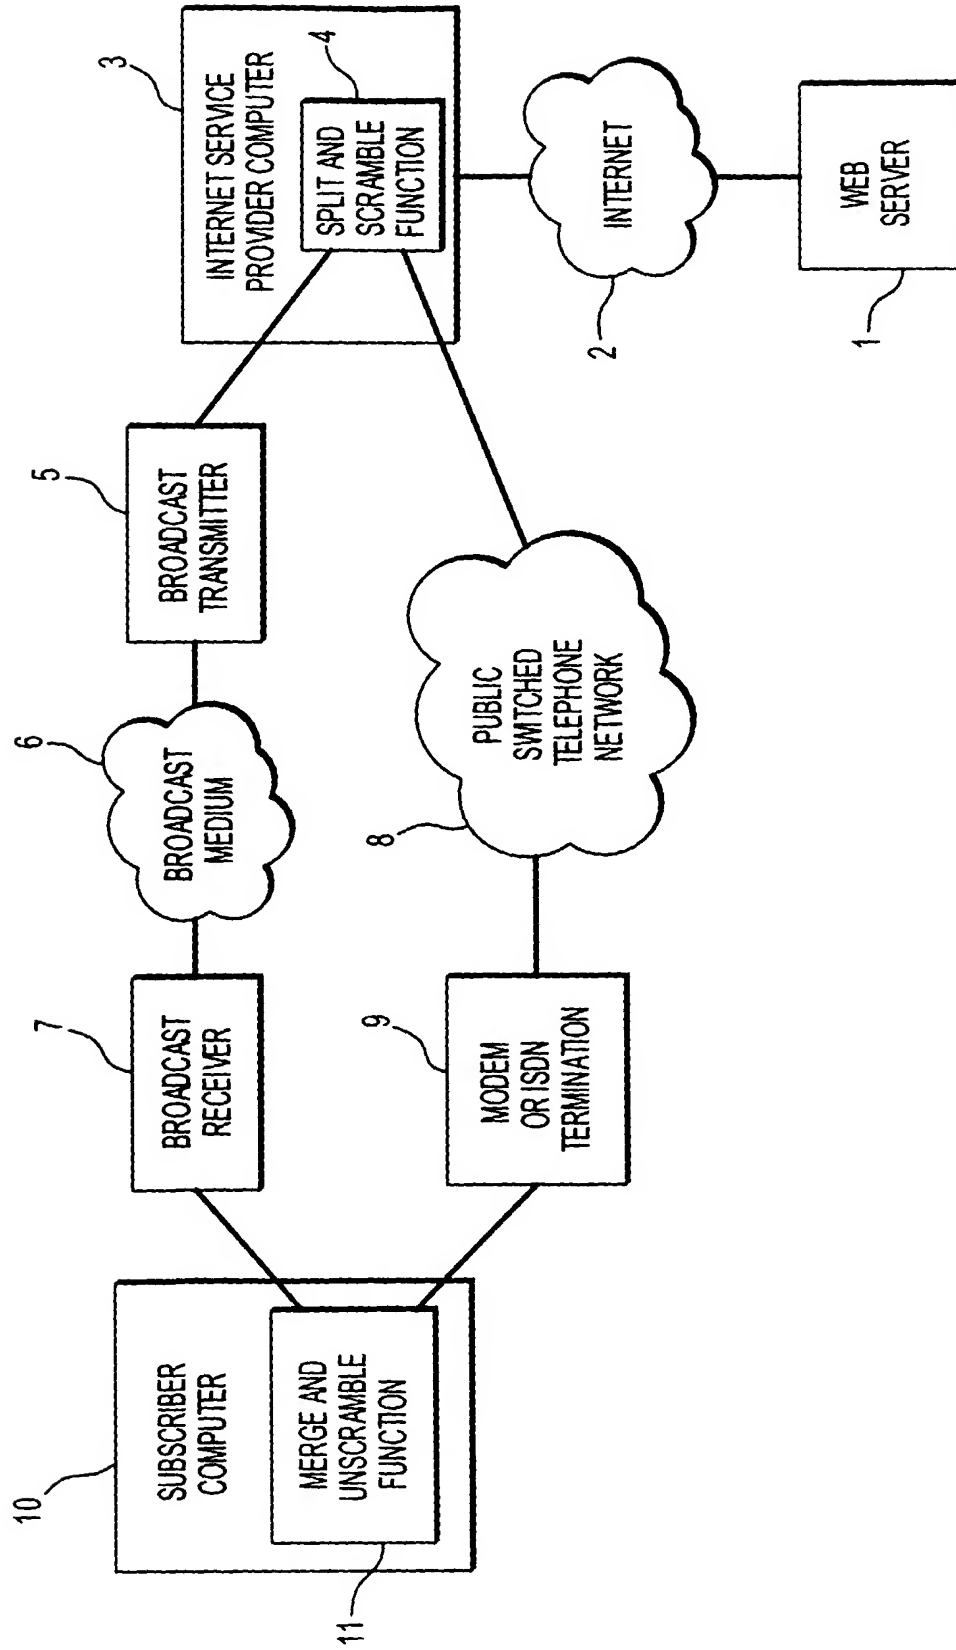 10
SUBSCRIBER
COMPUTER
MERGE AND
UNSCRAMBLE
FUNCTION
11
7
BROADCAST
RECEIVER
6
BROADCAST
MEDIUM
5
BROADCAST
TRANSMITTER
3
INTERNET SERVICE
PROVIDER COMPUTER
4
SPLIT AND
SCRAMBLE
FUNCTION
9
MODEM
OR ISDN
TERMINATION
8
PUBLIC
SWITCHED
TELEPHONE
NETWORK
2
INTERNET
1
WEB
SERVER